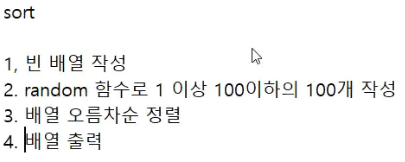 sort
1, 빈 배열 작성
2. random 함수로 1 이상 100이하의 100개 작성
3. 배열 오름차순 정렬
4. 배열 출력